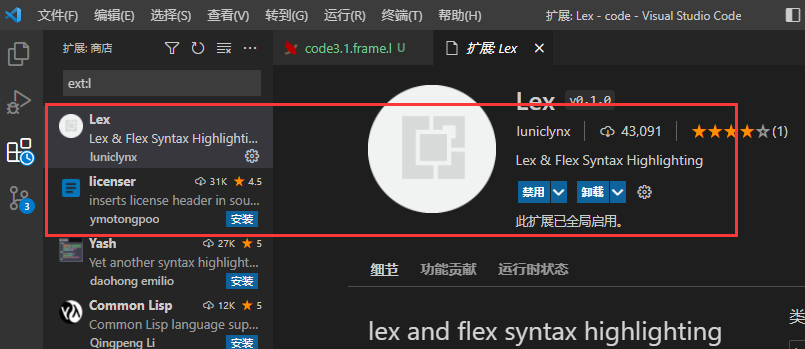 文件(F) 编辑(E) 选择(S) 查看(V) 转到(G) 运行(R) 终端(T) 帮助(H) 扩展: Lex - code - Visual Studio Code
扩展: 商店
code3.1.frame.l U
扩展: Lex
ext:l
Lex
Lex & Flex Syntax Highlighti...
luniclynx
licenser 31K 4.5
inserts license header in sou...
ymotongpoo 安装
Yash 27K 5
Yet another syntax highlight...
daohong emilio 安装
Common Lisp 12K 5
Common Lisp language sup...
Qingpeng Li 安装
3
Lex v0.1.0
luniclynx 43,091 (1)
Lex & Flex Syntax Highlighting
禁用 卸载
此扩展已全局启用。
细节 功能贡献 运行时状态
lex and flex syntax highlighting
类